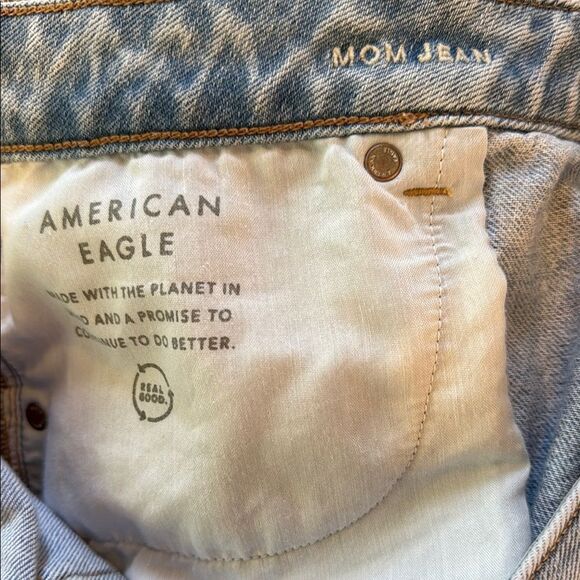 MOM JEAN
AMERICAN
EAGLE
WITH THE PLANET IN
AND A PROMISE TO
TO DO BETTER.
REAL
GOOD.